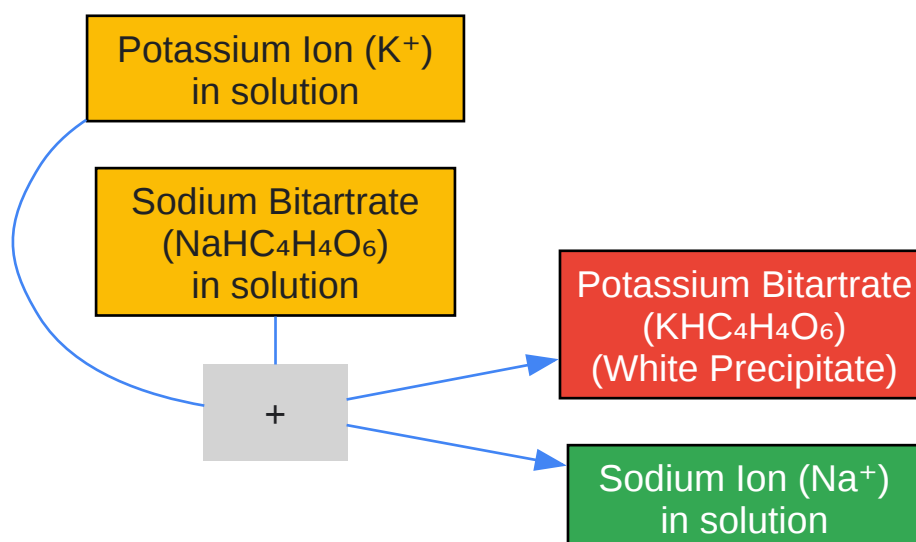 Potassium Ion (K⁺)
in solution
Sodium Bitartrate
(NaHC₄H₄O₆)
in solution
+
Potassium Bitartrate
(KHC₄H₄O₆)
(White Precipitate)
Sodium Ion (Na⁺)
in solution